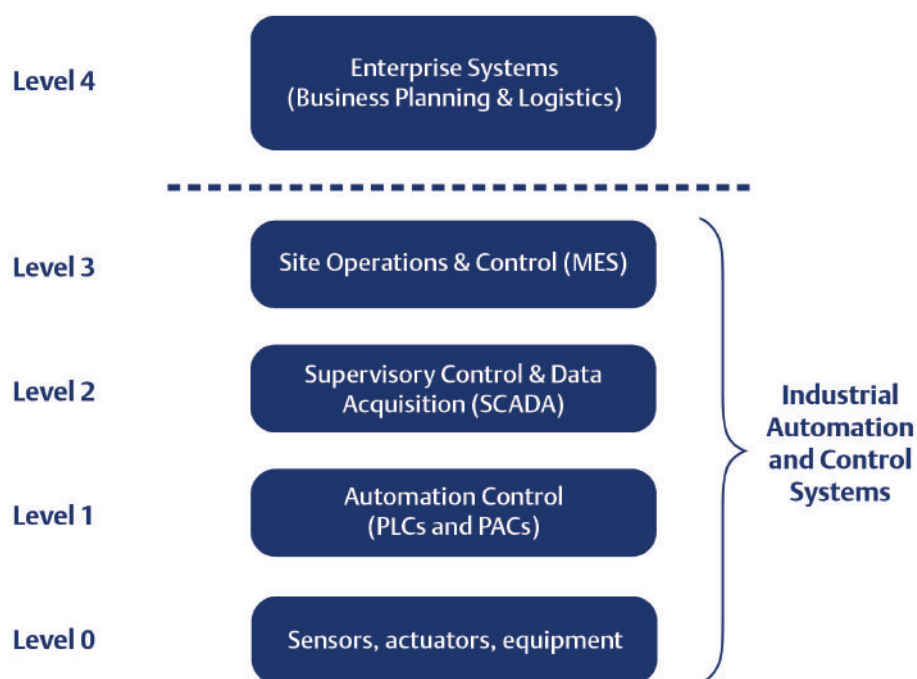 Level 4
Enterprise Systems
(Business Planning & Logistics)
Level 3
Site Operations & Control (MES)
Level 2
Supervisory Control & Data
Acquisition (SCADA)
Level 1
Automation Control
(PLCs and PACs)
Level 0
Sensors, actuators, equipment
Industrial
Automation
and Control
Systems